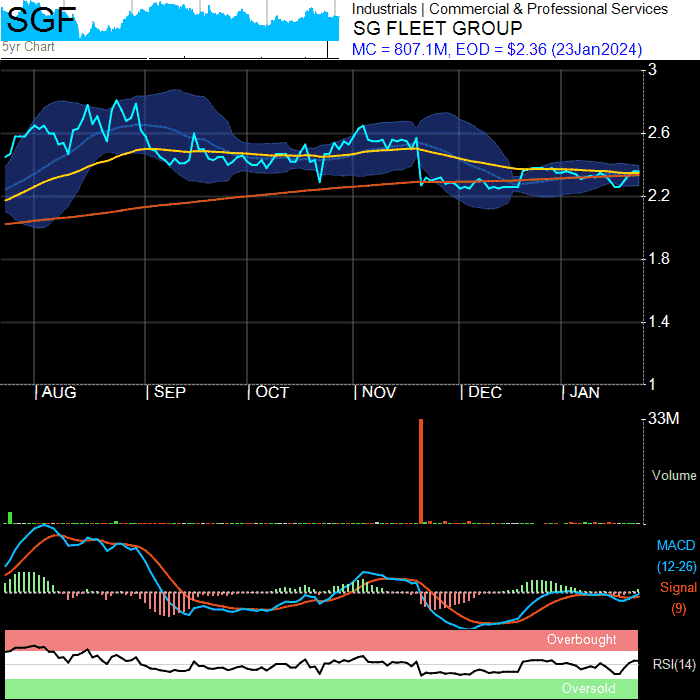 SGF
5yr Chart
Industrials | Commercial & Professional Services
SG FLEET GROUP
MC = 807.1M, EOD = $2.36 (23Jan2024)
3
2.6
2.2
1.8
1.4
1
| AUG | SEP | OCT | NOV | DEC | JAN
33M
Volume
MACD
(12-26)
Signal
(9)
Overbought
RSI(14)
Oversold